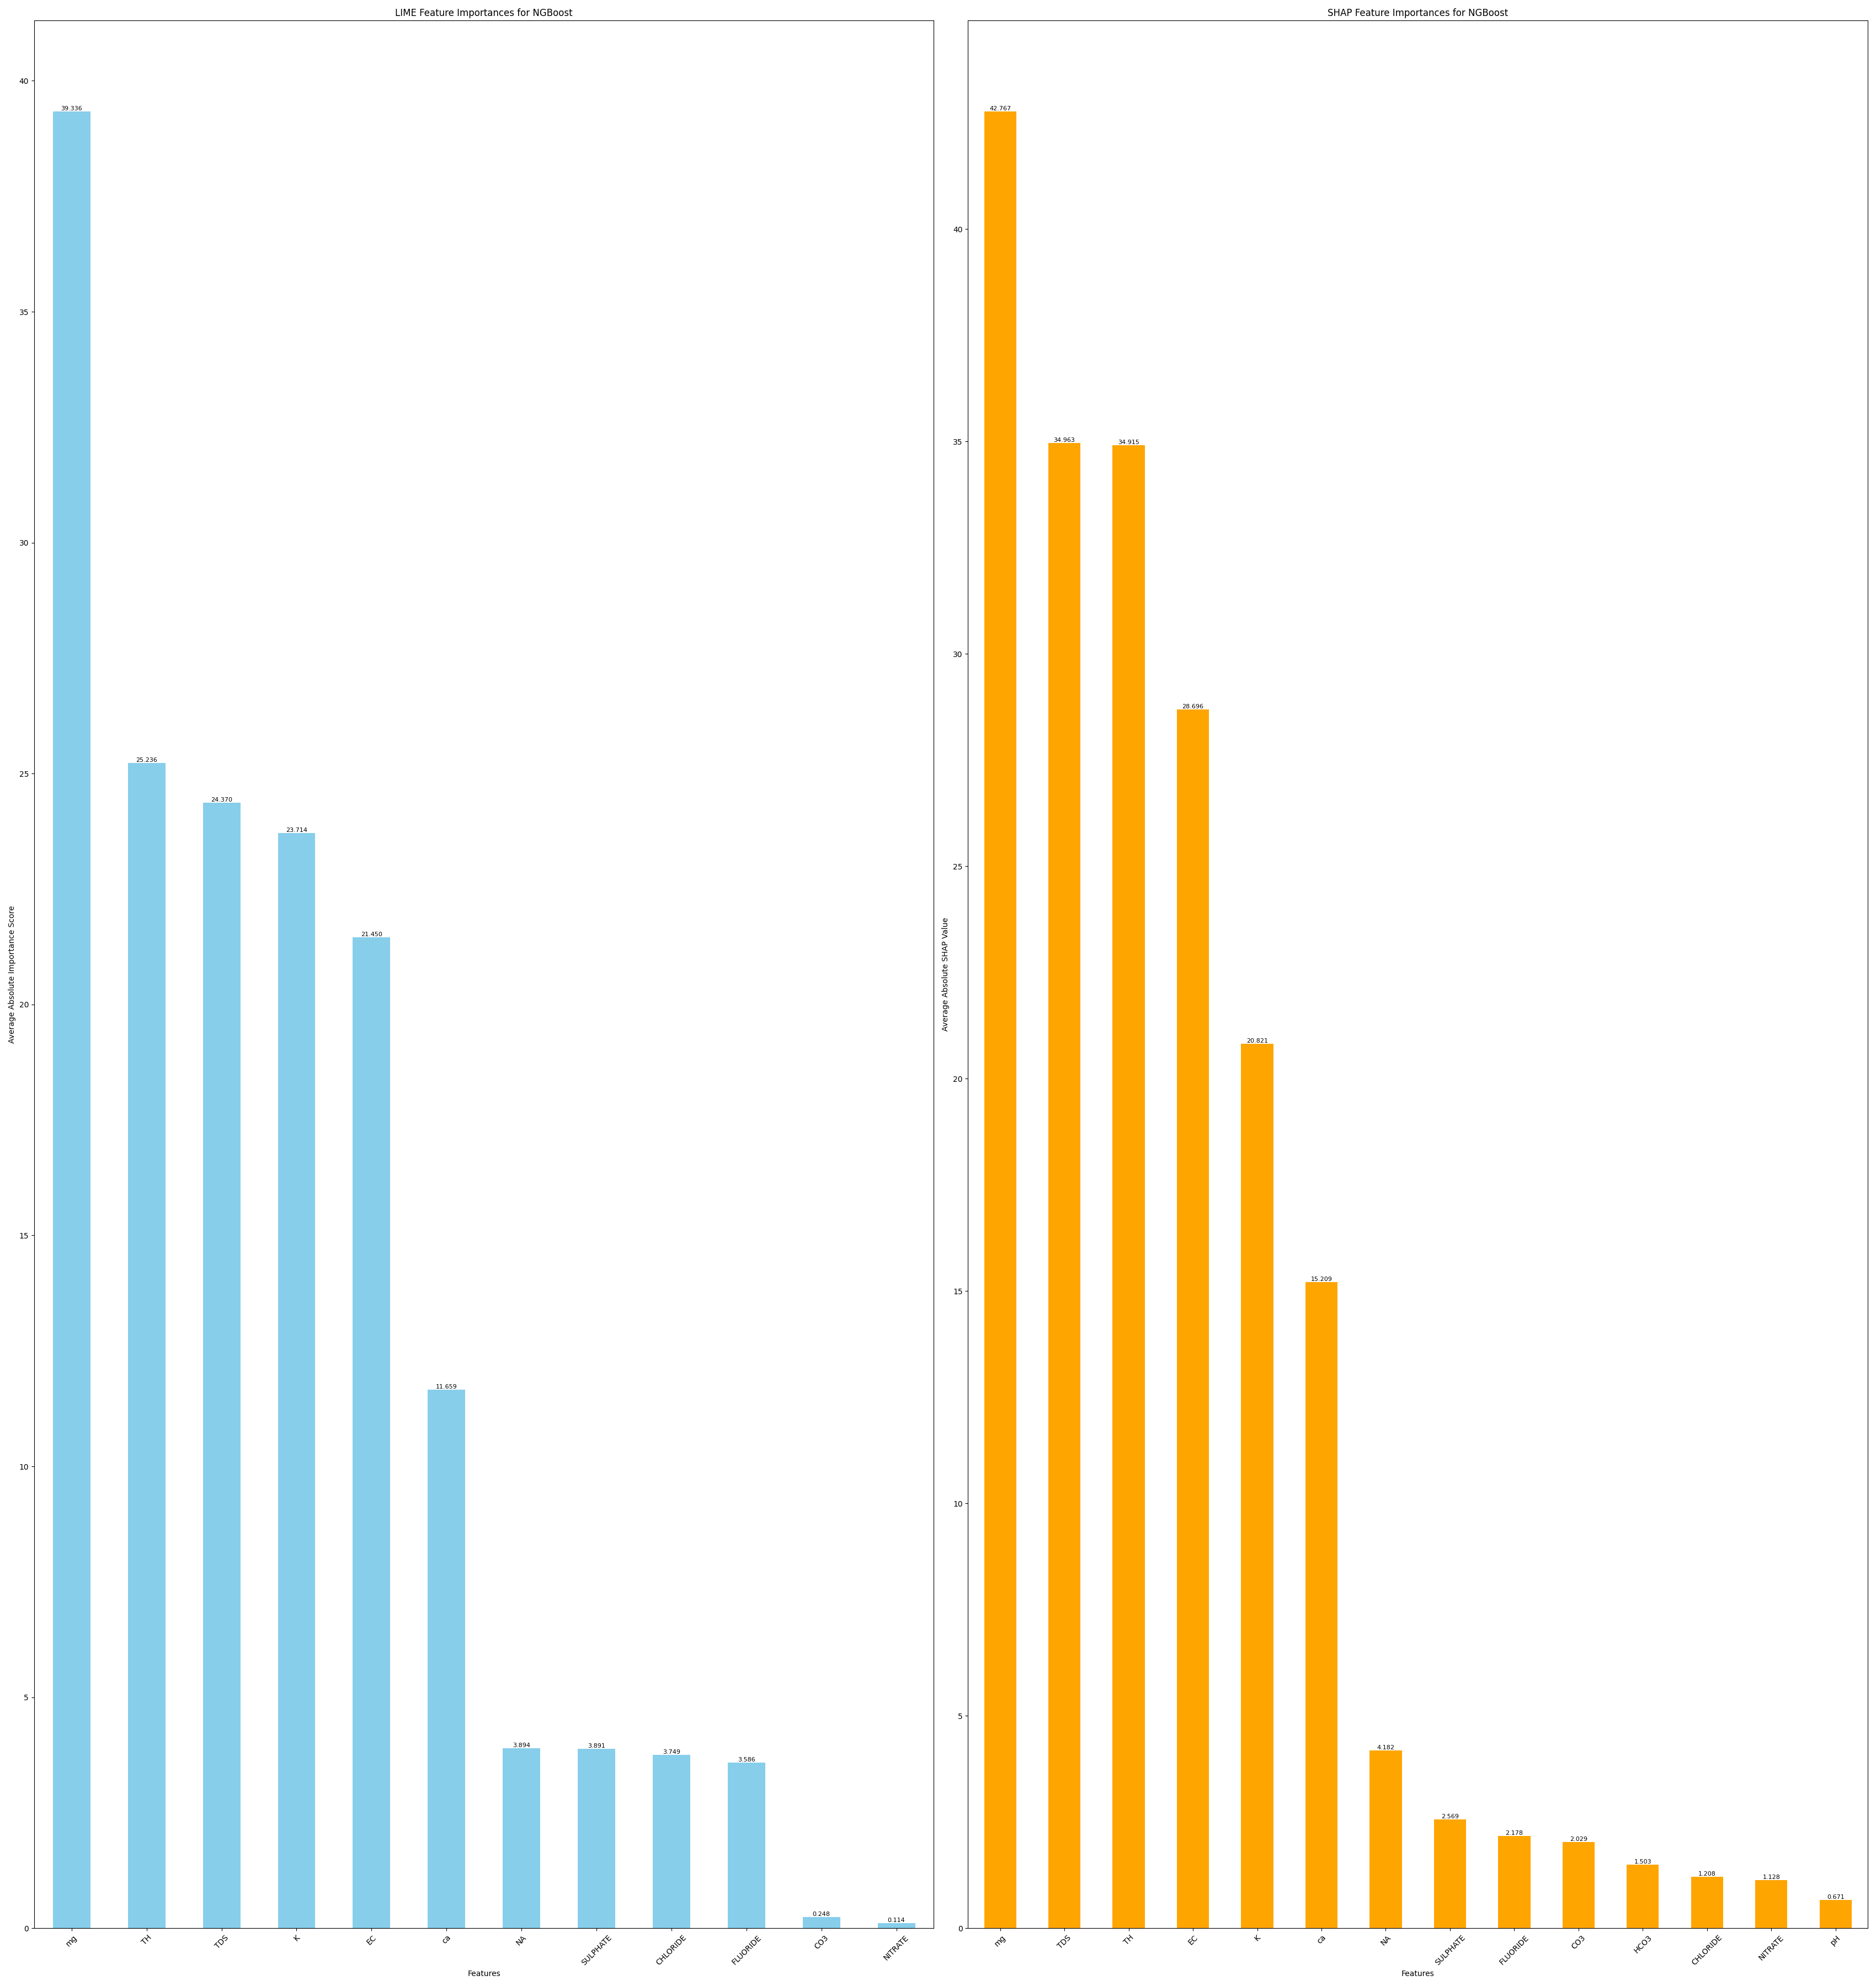 LIME Feature Importances for NGBoost
Average Absolute Importance Score
40
35
30
25
20
15
10
5
0
39.336
25.236
24.370
23.714
21.450
11.659
3.894
3.891
3.749
3.586
0.248
0.114
mg
TH
TDS
K
EC
ca
NA
SULPHATE
CHLORIDE
FLUORIDE
CO3
NITRATE
Features
SHAP Feature Importances for NGBoost
Average Absolute SHAP Value
40
35
30
25
20
15
10
5
0
42.767
34.963
34.915
28.696
20.821
15.209
4.182
2.569
2.178
2.029
1.503
1.208
1.128
0.671
mg
TDS
TH
EC
K
ca
NA
SULPHATE
FLUORIDE
CO3
HCO3
CHLORIDE
NITRATE
pH
Features